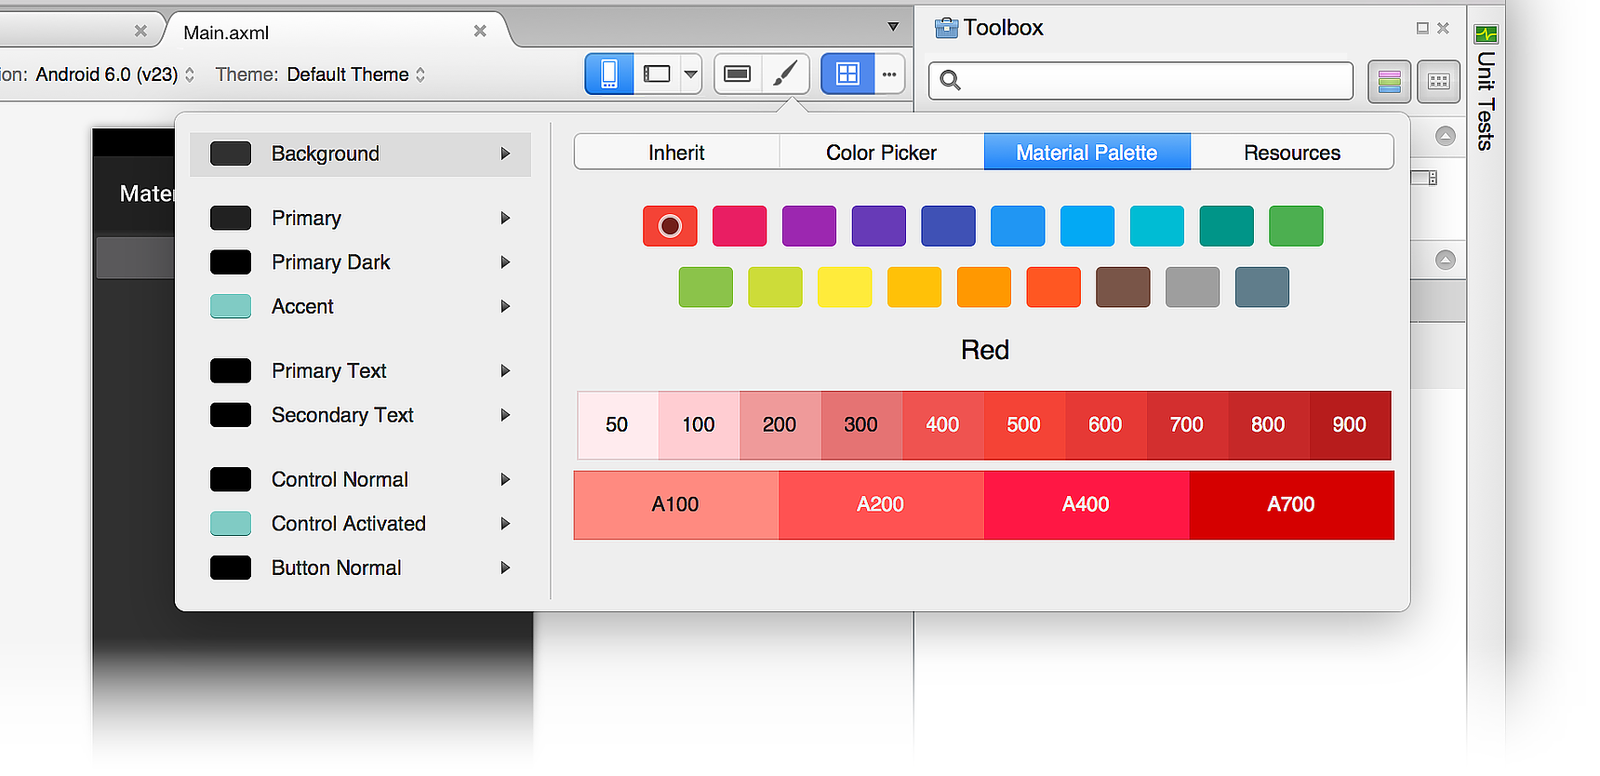 Main.axml
Toolbox
ion: Android 6.0 (v23)
Theme: Default Theme
Unit Tests
Mater
Background
Primary
Primary Dark
Accent
Primary Text
Secondary Text
Control Normal
Control Activated
Button Normal
Inherit
Color Picker
Material Palette
Resources
Red
50 100 200 300 400 500 600 700 800 900
A100 A200 A400 A700